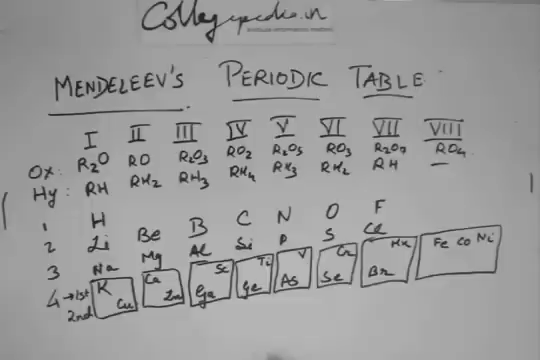 Collegepedia.in
MENDELEEV'S PERIODIC TABLE
I II III IV V VI VII VIII
Ox: R2O RO R2O3 RO2 R2O5 RO3 R2O7 RO4
Hy: RH RH2 RH3 RH4 RH3 RH2 RH —
1 H
2 Li Be B C N O F
3 Na Mg Al Si P S Cl
4 → 1st K Ca Sc Ti V Cr Mn Fe Co Ni
2nd Cu Zn Ga Ge As Se Br